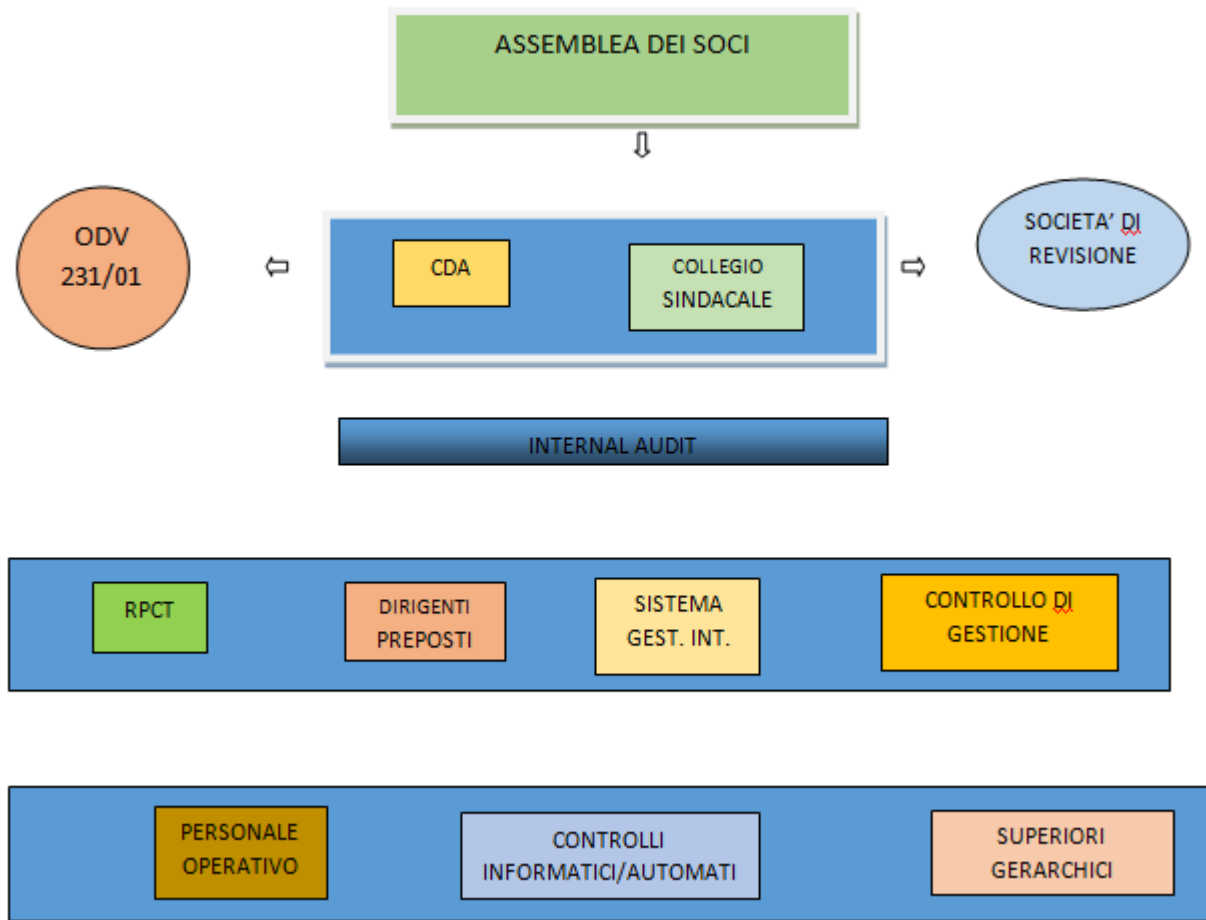 ASSEMBLEA DEI SOCI
ODV
231/01
CDA
COLLEGIO
SINDACALE
SOCIETA’ DI
REVISIONE
INTERNAL AUDIT
RPCT
DIRIGENTI
PREPOSTI
SISTEMA
GEST. INT.
CONTROLLO DI
GESTIONE
PERSONALE
OPERATIVO
CONTROLLI
INFORMATICI/AUTOMATI
SUPERIORI
GERARCHICI